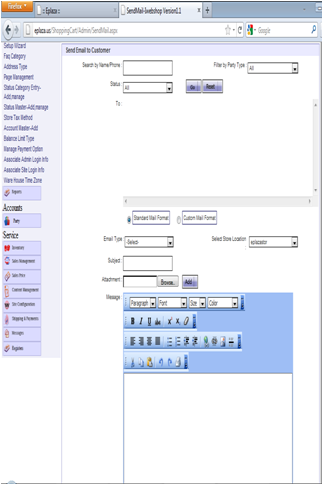 Firefox
:: Eplaza ::
SendMail-webshop Version1.1
eplaza.us/ShoppingCart/Admin/SendMail.aspx
Google
Setup Wizard
Faq Category
Address Type
Page Management
Status Category Entry-
Add,manage
Status Master-Add,manage
Store Tax Method
Account Master-Add
Balance Limit Type
Manage Payment Option
Associate Admin Login Info
Associate Site Login Info
Ware House Time Zone
Reports
Accounts
Party
Service
Inventory
Sales Management
Sales Price
Content Management
Site Configuration
Shipping & Payments
Messages
Registers
Send Email to Customer
Search by Name/Phone
Filter by Party Type
All
Status
All
Go
Reset
To
Standard Mail Format
Custom Mail Format
Email Type
-Select-
Select Store Location
eplazastor
Subject
Attachment
Browse...
Add
Message
Paragraph
Font
Size
Color
B I U abc x² x₂